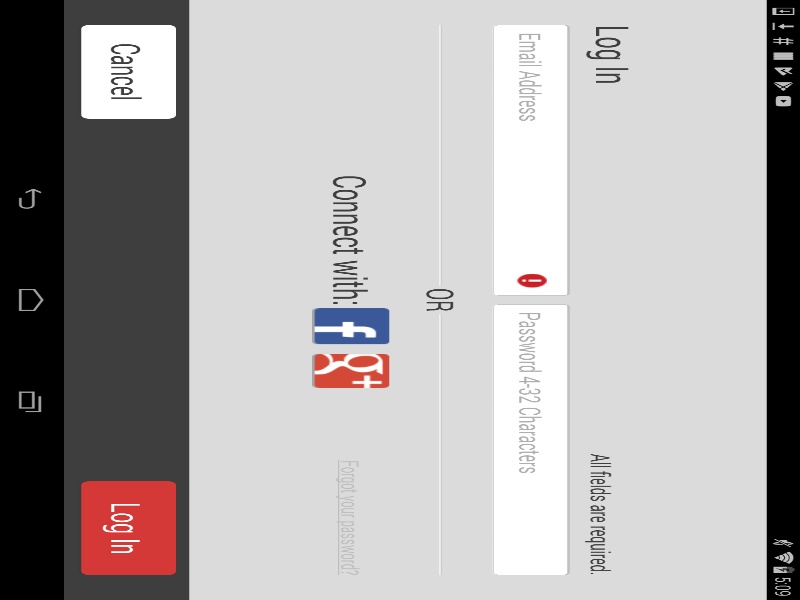 5:09
Log In
All fields are required.
Email Address
Password 4-32 Characters
OR
Connect with:
f
g+
Forgot your password?
Cancel
Log In